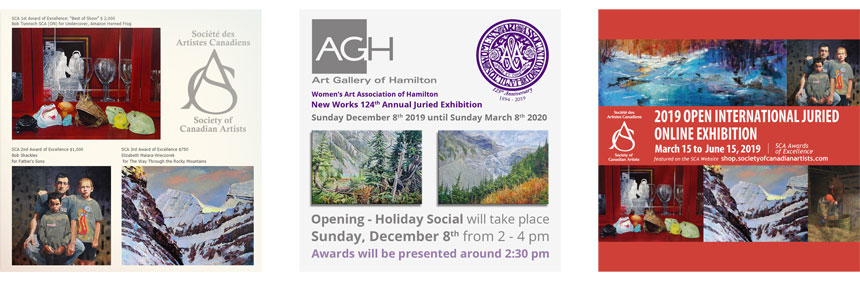 SCA 1st Award of Excellence: "Best of Show" $ 2,000
Bob Tunnoch SCA (ON) for Undercover, Amazon Horned Frog
Société des
Artistes Canadiens
Society of
Canadian Artists
SCA 2nd Award of Excellence $1,000
Bob Shackles
for Father's Sons
SCA 3rd Award of Excellence $750
Elizabeth Malara-Wieczorek
for The Way Through the Rocky Mountains
AGH
Art Gallery of Hamilton
125th Anniversary
1894 - 2019
Women's Art Association of Hamilton
New Works 124th Annual Juried Exhibition
Sunday December 8th 2019 until Sunday March 8th 2020
Opening - Holiday Social will take place
Sunday, December 8th from 2 - 4 pm
Awards will be presented around 2:30 pm
Société des
Artistes Canadiens
Society of
Canadian Artists
2019 OPEN INTERNATIONAL JURIED
ONLINE EXHIBITION
March 15 to June 15, 2019
SCA Awards
of Excellence
featured on the SCA Website shop.societyofcanadianartists.com